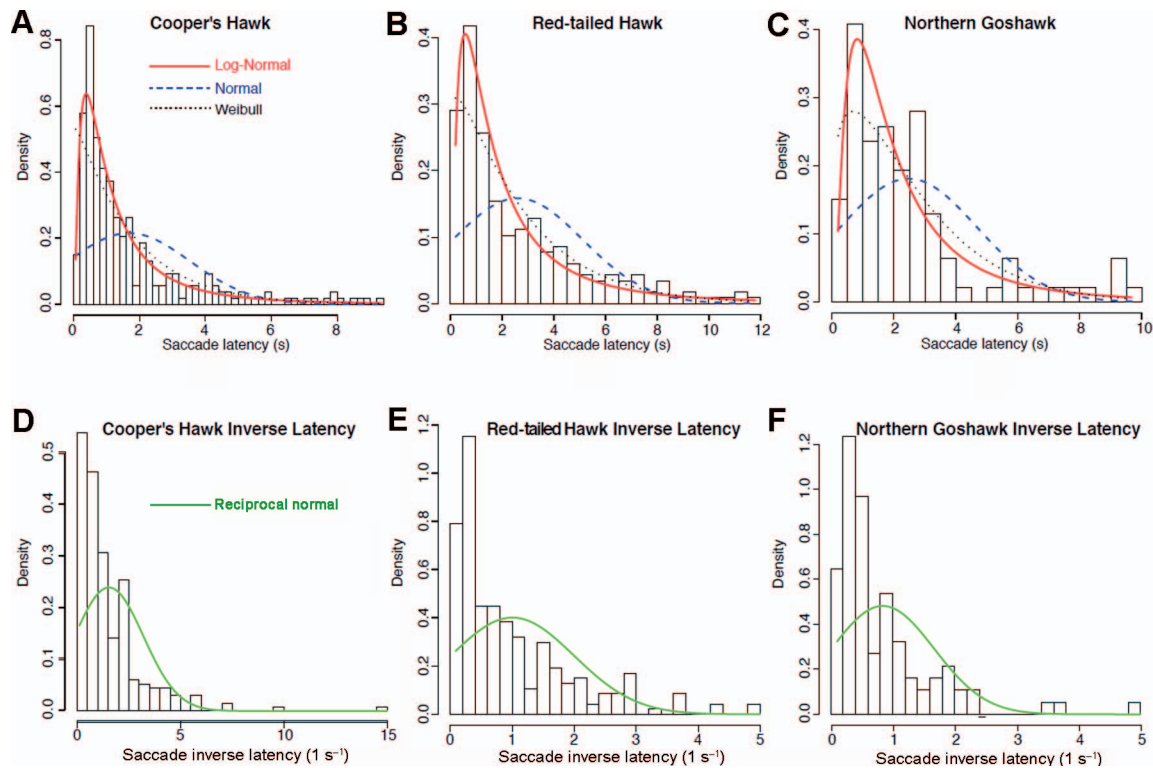 A
Cooper's Hawk
Log-Normal
Normal
Weibull
Density
0.0
0.2
0.4
0.6
0.8
0 2 4 6 8
Saccade latency (s)
B
Red-tailed Hawk
Density
0.0
0.1
0.2
0.3
0.4
0 2 4 6 8 10 12
Saccade latency (s)
C
Northern Goshawk
Density
0.0
0.1
0.2
0.3
0.4
0 2 4 6 8 10
Saccade latency (s)
D
Cooper's Hawk Inverse Latency
Reciprocal normal
Density
0.0
0.1
0.2
0.3
0.4
0.5
0 5 10 15
Saccade inverse latency (1 s⁻¹)
E
Red-tailed Hawk Inverse Latency
Density
0.0
0.2
0.4
0.6
0.8
1.0
1.2
0 1 2 3 4 5
Saccade inverse latency (1 s⁻¹)
F
Northern Goshawk Inverse Latency
Density
0.0
0.2
0.4
0.6
0.8
1.0
1.2
0 1 2 3 4 5
Saccade inverse latency (1 s⁻¹)